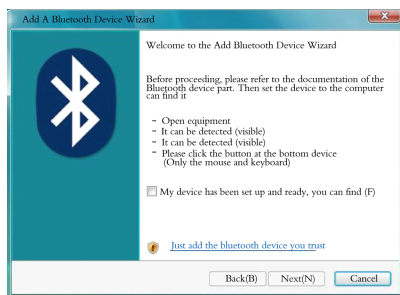 Add A Bluetooth Device Wizard
Welcome to the Add Bluetooth Device Wizard
Before proceeding, please refer to the documentation of the
Bluetooth device part. Then set the device to the computer
can find it
- Open equipment
- It can be detected (visible)
- It can be detected (visible)
- Please click the button at the bottom device
(Only the mouse and keyboard)
My device has been set up and ready, you can find (F)
Just add the bluetooth device you trust
Back(B) Next(N) Cancel